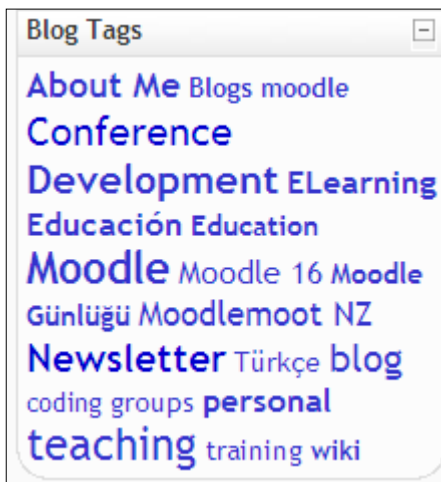 Blog Tags
About Me Blogs moodle
Conference
Development ELearning
Educación Education
Moodle Moodle 16 Moodle
Günlüğü Moodlemoot NZ
Newsletter Türkçe blog
coding groups personal
teaching training wiki